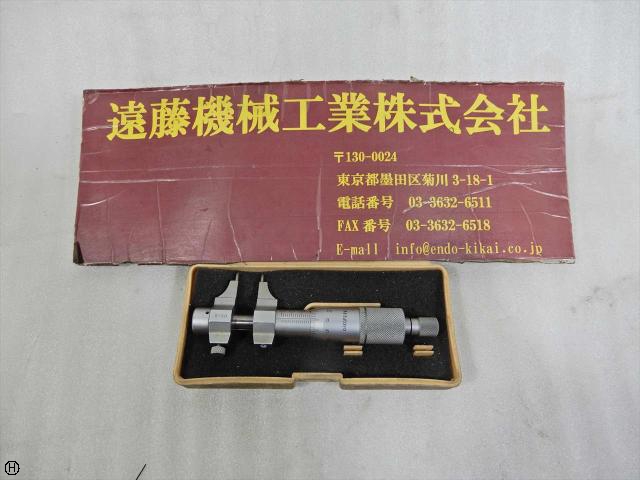 遠藤機械工業株式会社
〒130-0024
東京都墨田区菊川 3-18-1
電話番号 03-3632-6511
FAX 番号 03-3632-6518
E-mall info@endo-kikai.co.jp
Mitutoyo
H